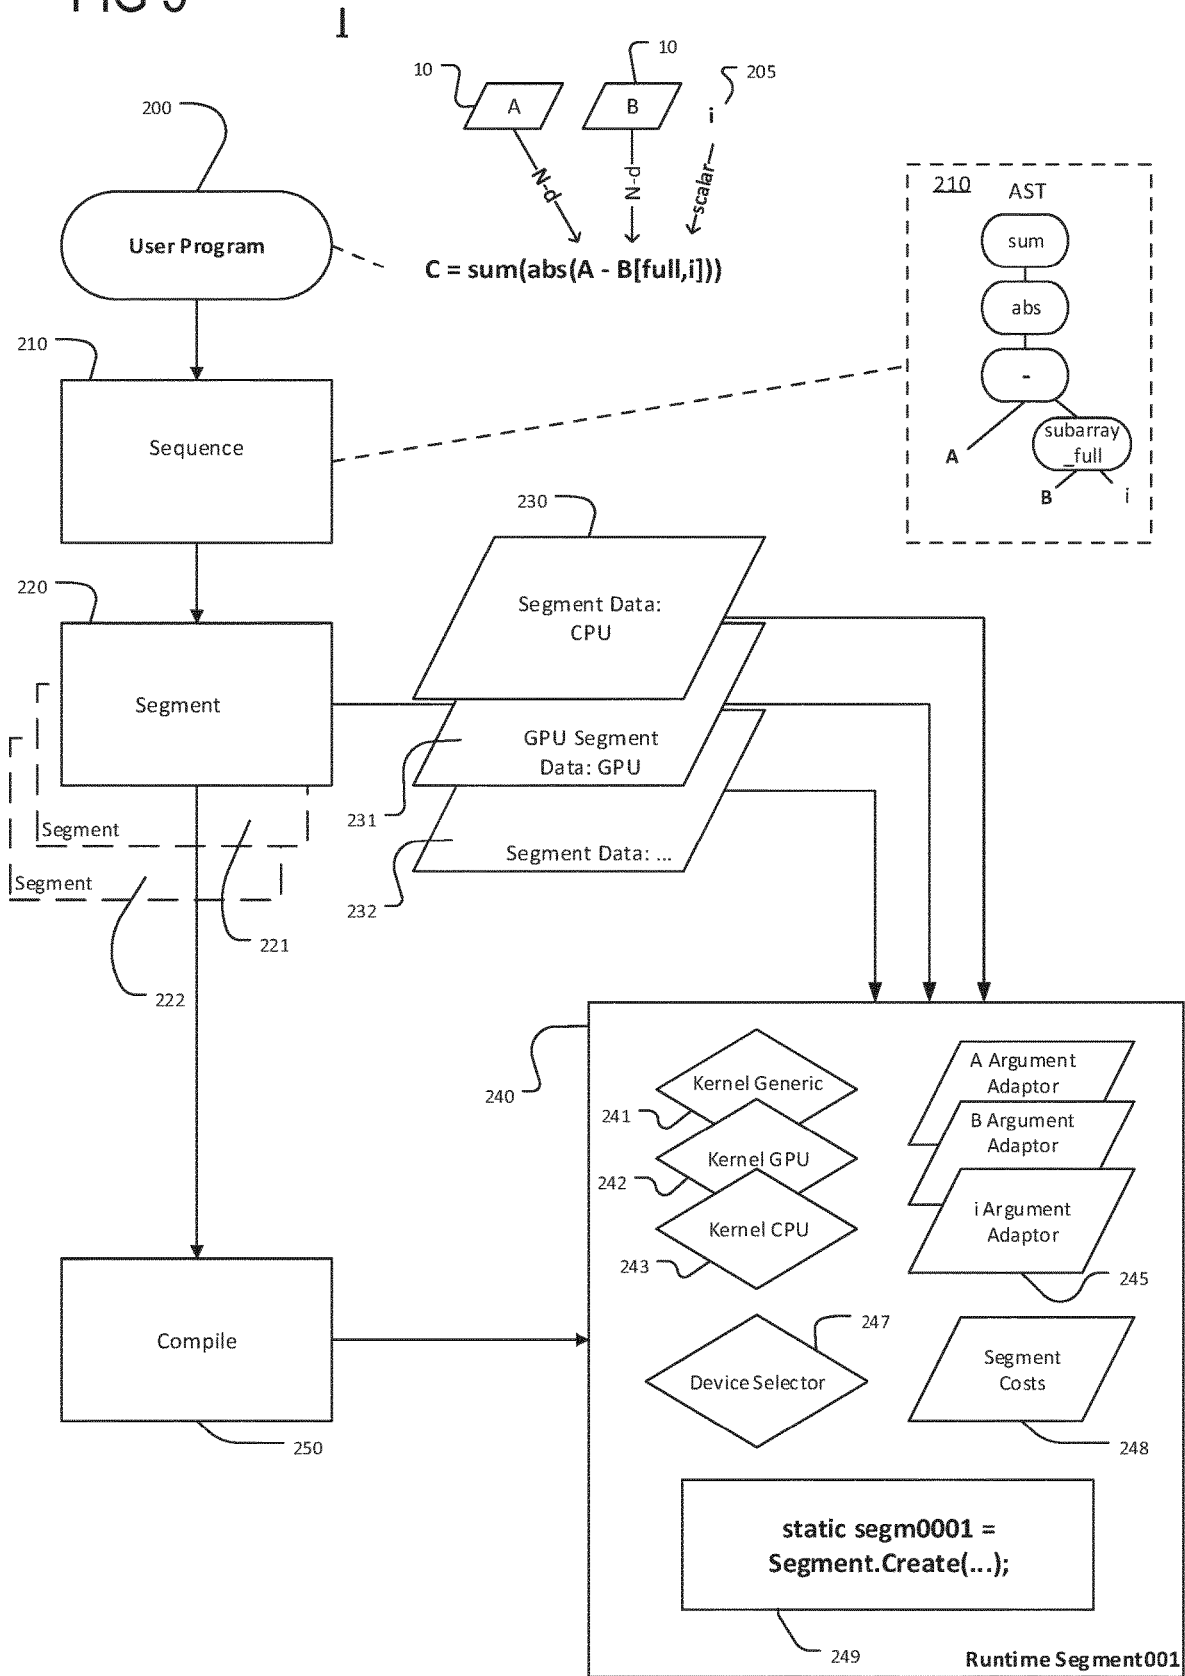 10
10
205
A
B
i
200
N-d
N-d
scalar
User Program
C = sum(abs(A - B[full,i]))
210
AST
sum
abs
-
subarray
_full
A
B
i
210
Sequence
230
Segment Data:
CPU
220
Segment
GPU Segment
Data: GPU
231
Segment
Segment Data: ...
232
Segment
221
222
240
Kernel Generic
241
Kernel GPU
242
Kernel CPU
243
A Argument
Adaptor
B Argument
Adaptor
i Argument
Adaptor
245
Compile
250
247
Device Selector
Segment
Costs
248
static segm0001 =
Segment.Create(...);
249
Runtime Segment001